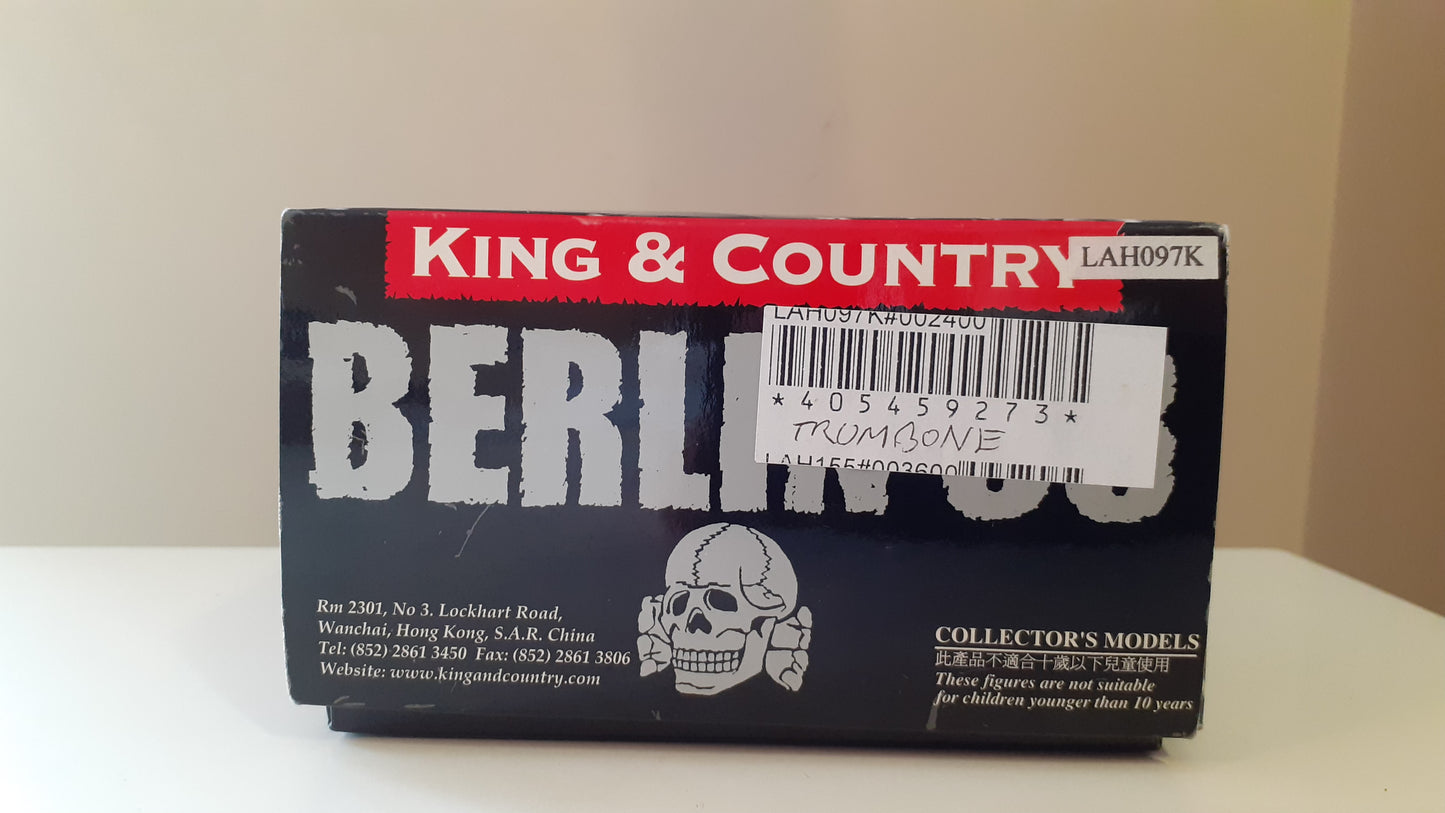 KING & COUNTRY
LAH097K
BERLIN
LAH097K#002400
*405459273*
TROMBONE
LAH155#003600
Rm 2301, No 3. Lockhart Road,
Wanchai, Hong Kong, S.A.R. China
Tel: (852) 2861 3450 Fax: (852) 2861 3806
Website: www.kingandcountry.com
COLLECTOR'S MODELS
此產品不適合十歲以下兒童使用
These figures are not suitable
for children younger than 10 years